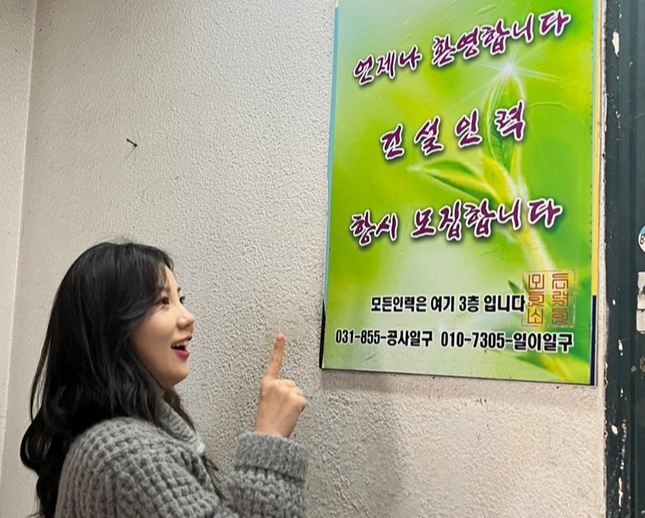 언제나 환영합니다
건설인력
항시 모집합니다
모든인력은 여기 3층 입니다
031-855-공사일구 010-7305-일이일구